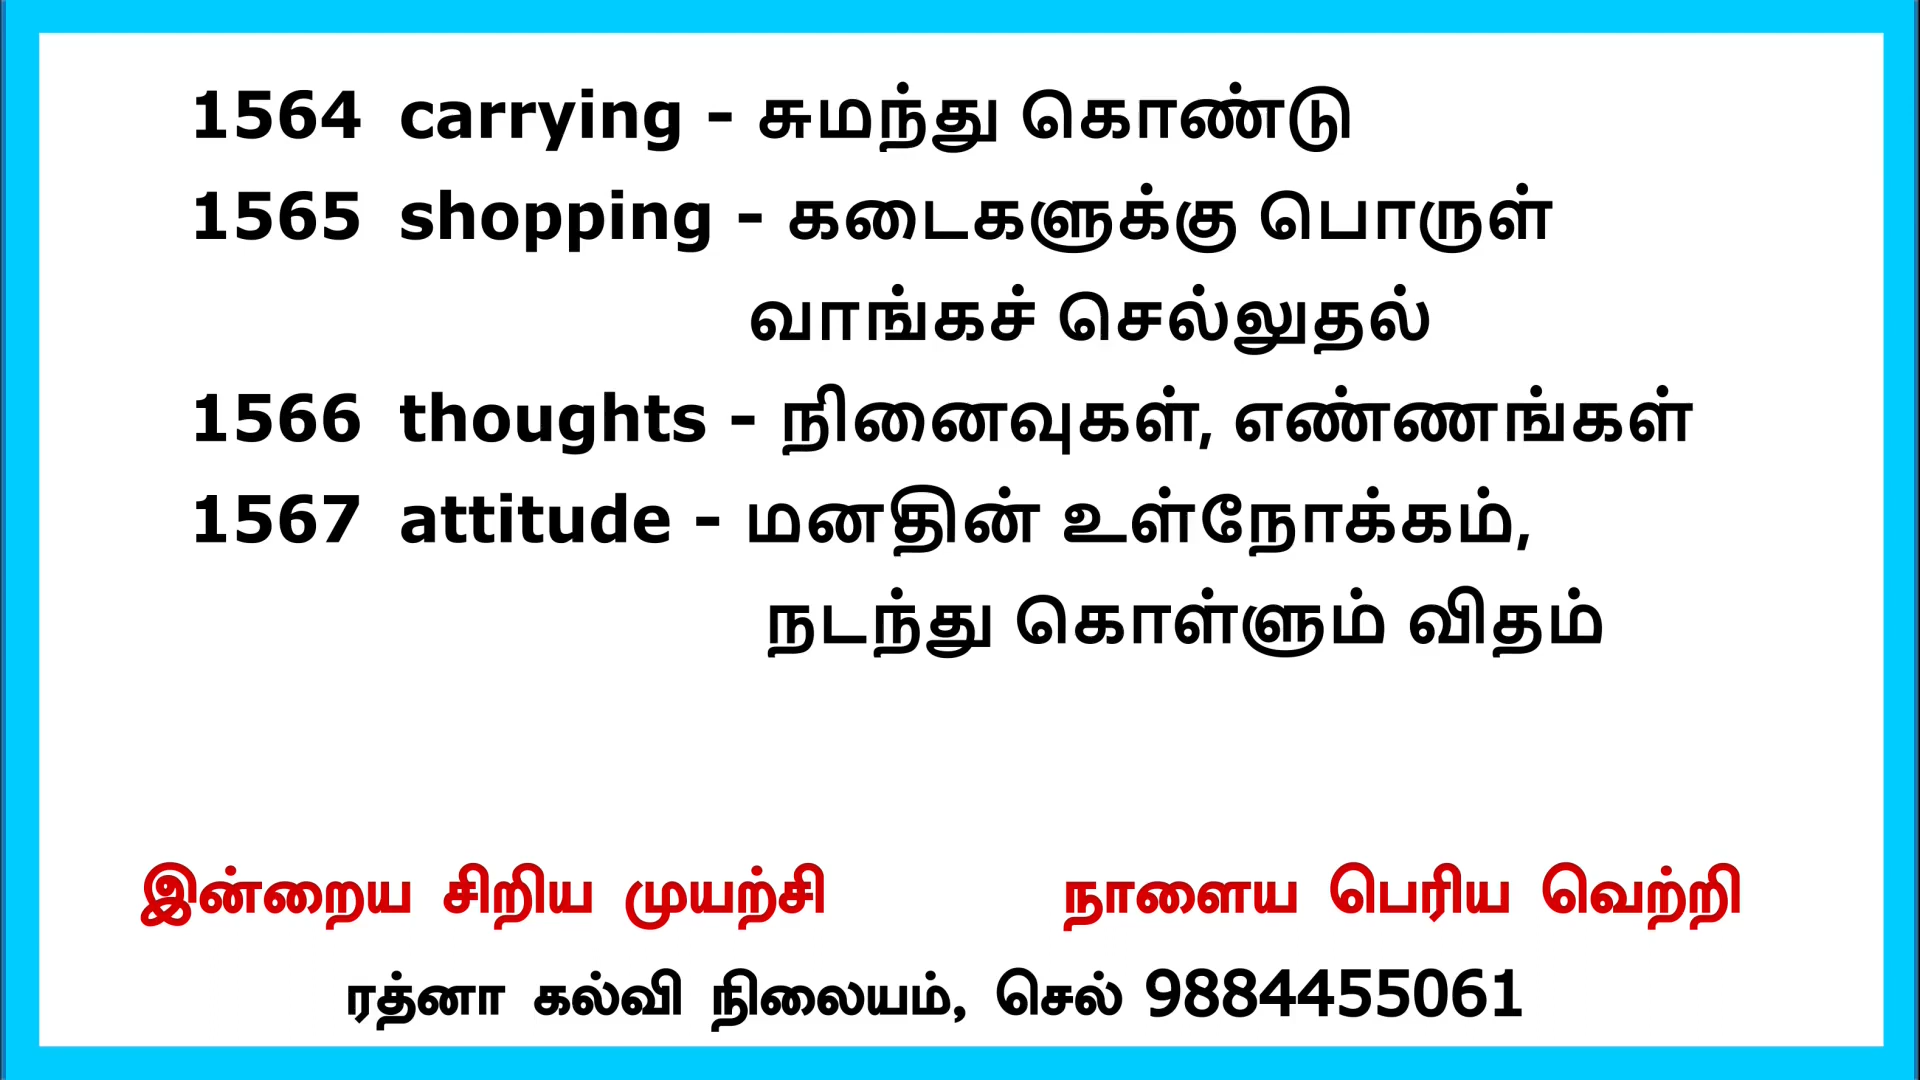 1564 carrying - சுமந்து கொண்டு
1565 shopping - கடைகளுக்கு பொருள்
வாங்கச் செல்லுதல்
1566 thoughts - நினைவுகள், எண்ணங்கள்
1567 attitude - மனதின் உள்நோக்கம்,
நடந்து கொள்ளும் விதம்
இன்றைய சிறிய முயற்சி நாளைய பெரிய வெற்றி
ரத்னா கல்வி நிலையம், செல் 9884455061